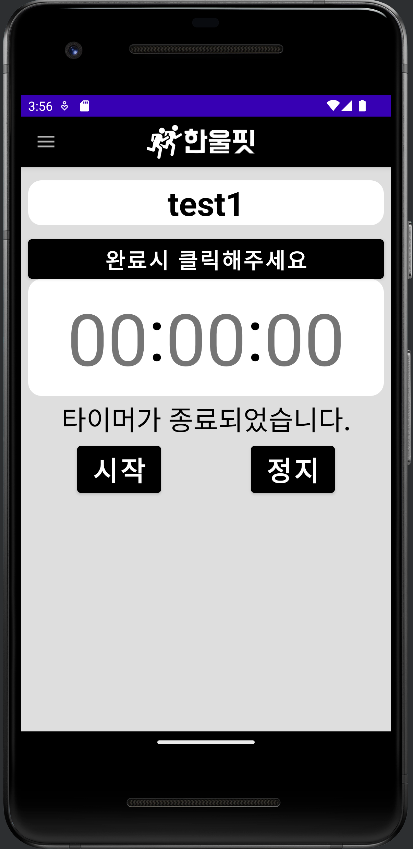 3:56
한울핏
test1
완료시 클릭해주세요
00:00:00
타이머가 종료되었습니다.
시작 정지